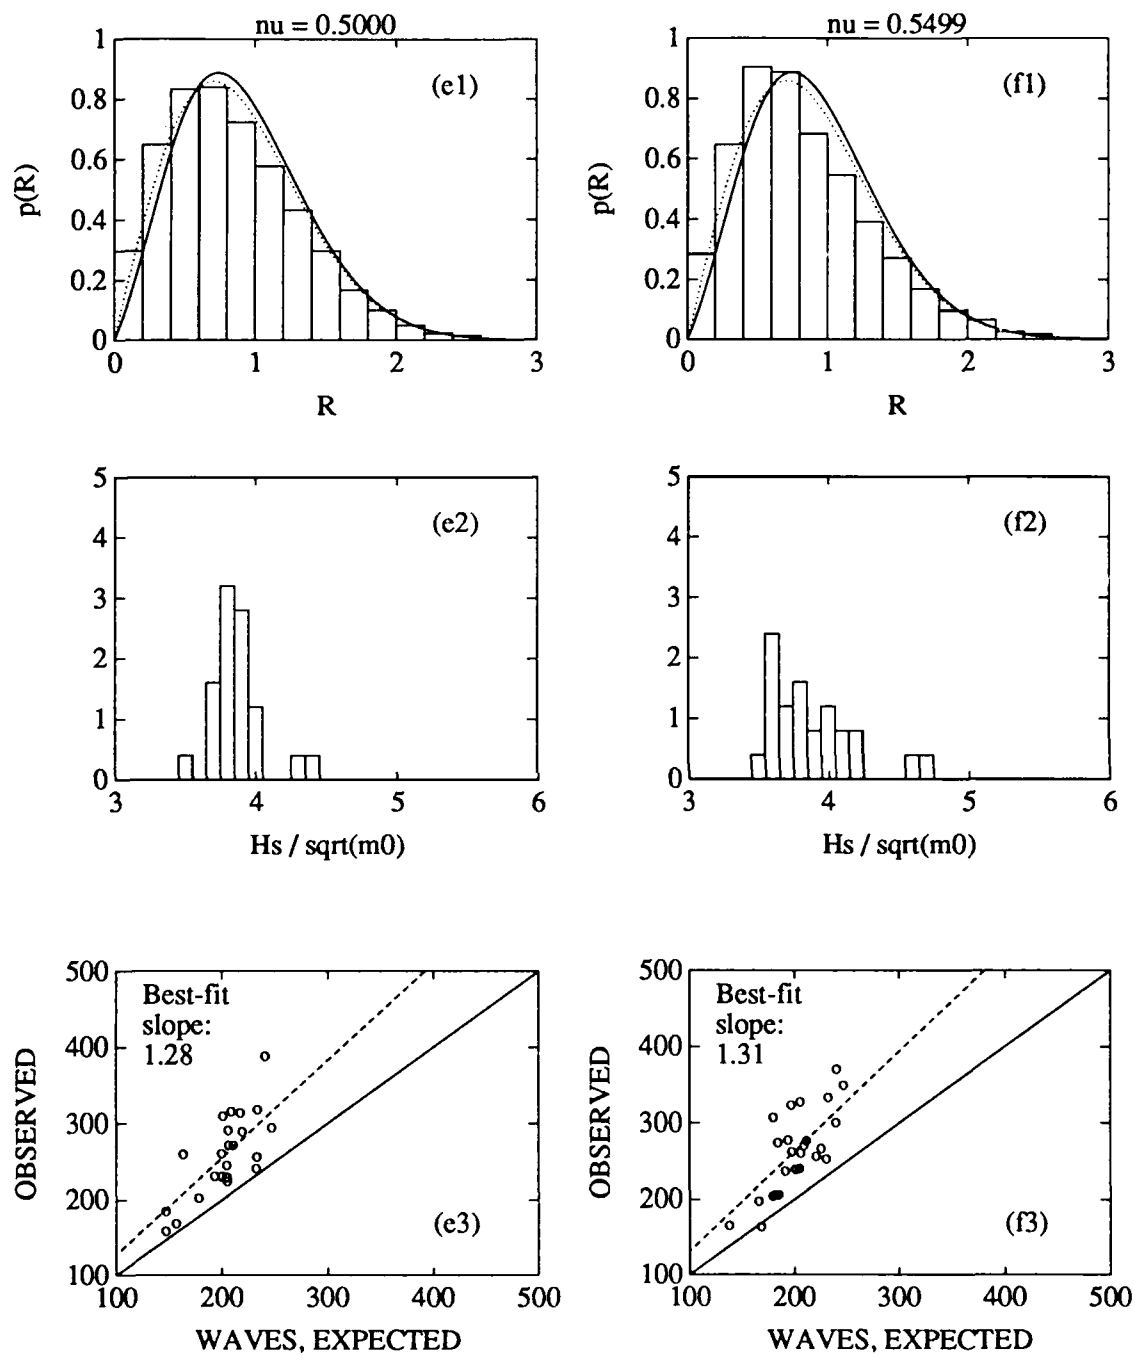 nu = 0.5000
1
0.8
0.6
0.4
0.2
0
p(R)
(e1)
0 1 2 3
R
nu = 0.5499
1
0.8
0.6
0.4
0.2
0
p(R)
(f1)
0 1 2 3
R
5
4
3
2
1
0
(e2)
3 4 5 6
Hs / sqrt(m0)
5
4
3
2
1
0
(f2)
3 4 5 6
Hs / sqrt(m0)
500
400
300
200
100
OBSERVED
Best-fit
slope:
1.28
(e3)
100 200 300 400 500
WAVES, EXPECTED
500
400
300
200
100
OBSERVED
Best-fit
slope:
1.31
(f3)
100 200 300 400 500
WAVES, EXPECTED